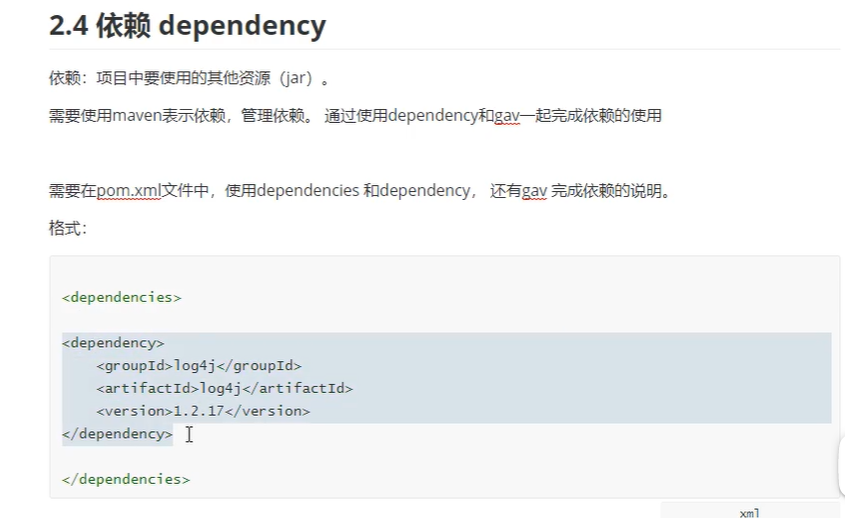 2.4 依赖 dependency
依赖：项目中要使用的其他资源（jar）。
需要使用maven表示依赖，管理依赖。 通过使用dependency和gav一起完成依赖的使用
需要在pom.xml文件中，使用dependencies 和dependency， 还有gav 完成依赖的说明。
格式：
<dependencies>
<dependency>
    <groupId>log4j</groupId>
    <artifactId>log4j</artifactId>
    <version>1.2.17</version>
</dependency>
</dependencies>
xml